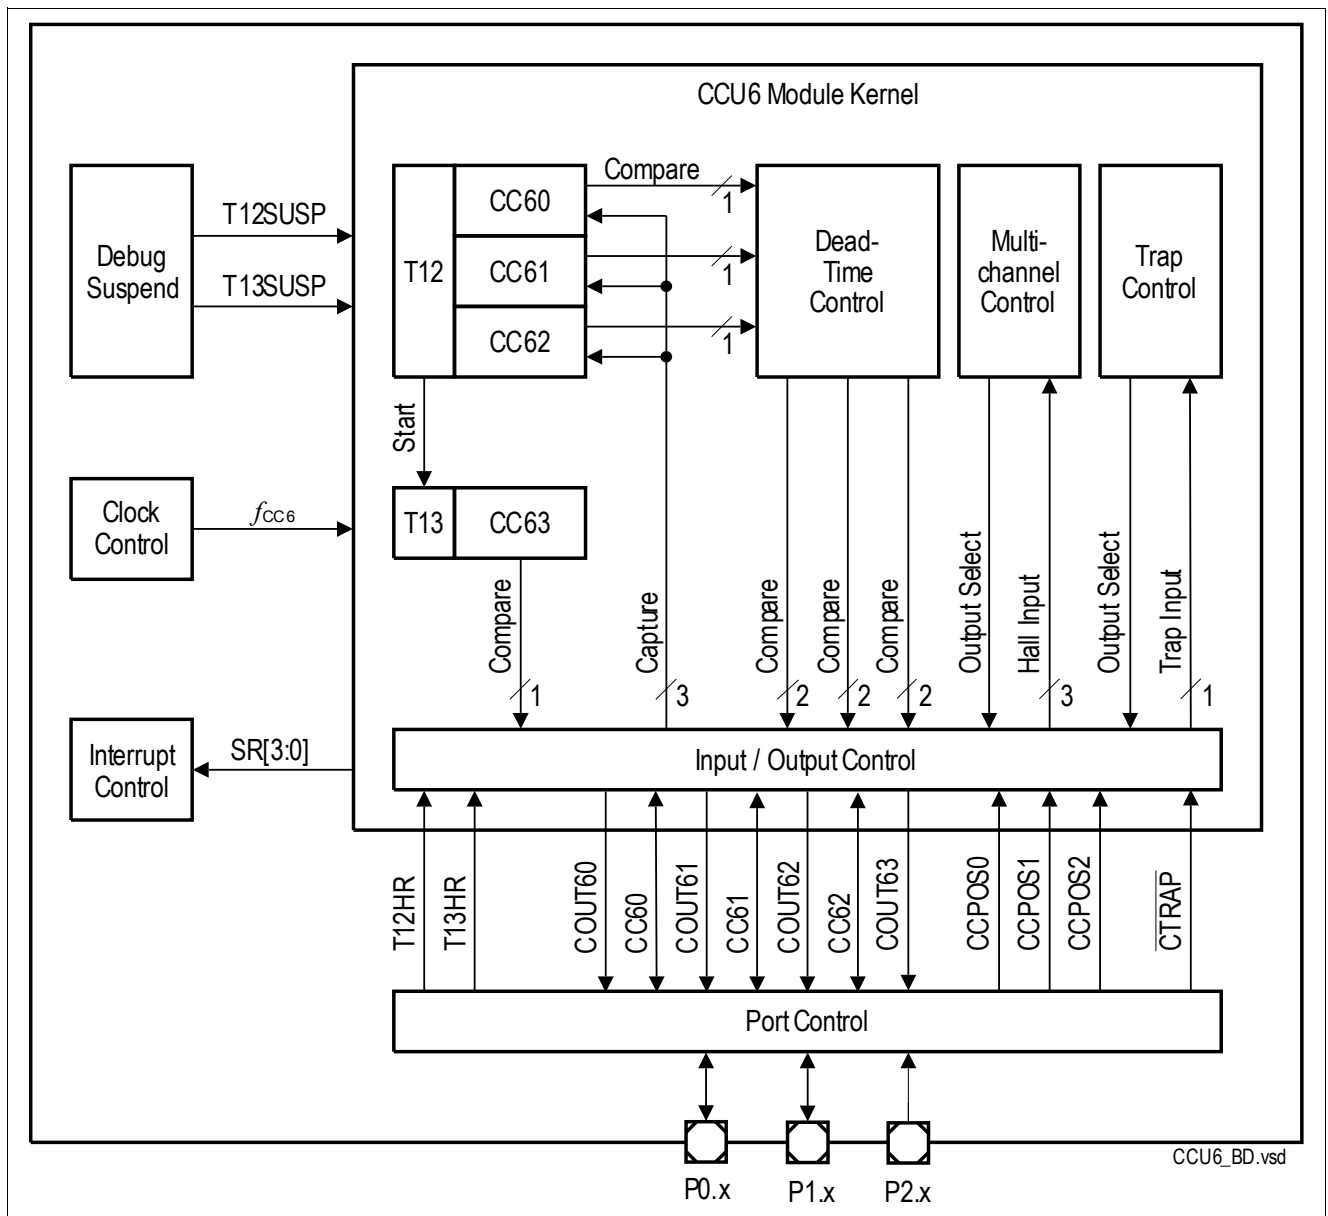 CCU6 Module Kernel
Debug
Suspend
T12SUSP
T13SUSP
T12
CC60
CC61
CC62
Compare
1
1
1
Dead-
Time
Control
Multi-
channel
Control
Trap
Control
Start
Clock
Control
fCC6
T13
CC63
Compare
1
Capture
3
Compare
2
Compare
2
Compare
2
Output Select
Hall Input
3
Output Select
Trap Input
1
Interrupt
Control
SR[3:0]
Input / Output Control
T12HR
T13HR
COUT60
CC60
COUT61
CC61
COUT62
CC62
COUT63
CCPOS0
CCPOS1
CCPOS2
CTRAP
Port Control
P0.x
P1.x
P2.x
CCU6_BD.vsd